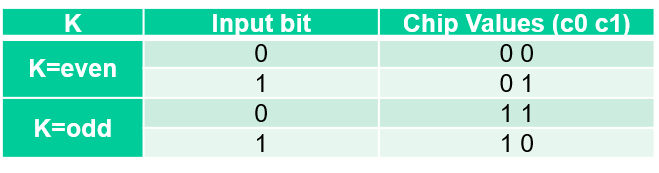 K Input bit Chip Values (c0 c1)
K=even 0 0 0
1 0 1
K=odd 0 1 1
1 1 0